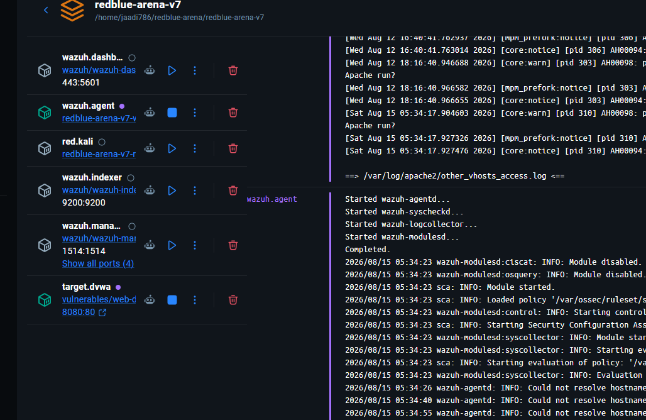 redblue-arena-v7
/home/jaadi786/redblue-arena/redblue-arena-v7
wazuh.dashb...
wazuh/wazuh-das
443:5601
wazuh.agent
redblue-arena-v7-v
red.kali
redblue-arena-v7-r
wazuh.indexer
wazuh/wazuh-inde
9200:9200
wazuh.mana...
wazuh/wazuh-mar
1514:1514
Show all ports (4)
target.dvwa
vulnerables/web-d
8080:80
[Wed Aug 12 16:40:41.762937 2026] [mpm_prefork:notice] [pid 306] AH00163:
[Wed Aug 12 16:40:41.763014 2026] [core:notice] [pid 306] AH00094:
[Wed Aug 12 18:16:40.946688 2026] [core:warn] [pid 303] AH00098: p
Apache run?
[Wed Aug 12 18:16:40.966582 2026] [mpm_prefork:notice] [pid 303]
[Wed Aug 12 18:16:40.966655 2026] [core:notice] [pid 303] AH00094:
[Sat Aug 15 05:34:17.904603 2026] [core:warn] [pid 310] AH00098: p
Apache run?
[Sat Aug 15 05:34:17.927326 2026] [mpm_prefork:notice] [pid 310]
[Sat Aug 15 05:34:17.927476 2026] [core:notice] [pid 310] AH00094:
==> /var/log/apache2/other_vhosts_access.log <==
wazuh.agent
Started wazuh-agentd...
Started wazuh-syscheckd...
Started wazuh-logcollector...
Started wazuh-modulesd...
Completed.
2026/08/15 05:34:23 wazuh-modulesd:ciscat: INFO: Module disabled.
2026/08/15 05:34:23 wazuh-modulesd:osquery: INFO: Module disabled.
2026/08/15 05:34:23 sca: INFO: Module started.
2026/08/15 05:34:23 sca: INFO: Loaded policy '/var/ossec/ruleset/s
2026/08/15 05:34:23 wazuh-modulesd:control: INFO: Starting control
2026/08/15 05:34:23 sca: INFO: Starting Security Configuration Ass
2026/08/15 05:34:23 wazuh-modulesd:syscollector: INFO: Module star
2026/08/15 05:34:23 wazuh-modulesd:syscollector: INFO: Starting ev
2026/08/15 05:34:23 sca: INFO: Starting evaluation of policy: '/va
2026/08/15 05:34:23 wazuh-modulesd:syscollector: INFO: Evaluation
2026/08/15 05:34:26 wazuh-agentd: INFO: Could not resolve hostname
2026/08/15 05:34:40 wazuh-agentd: INFO: Could not resolve hostname
2026/08/15 05:34:55 wazuh-agentd: INFO: Could not resolve hostname